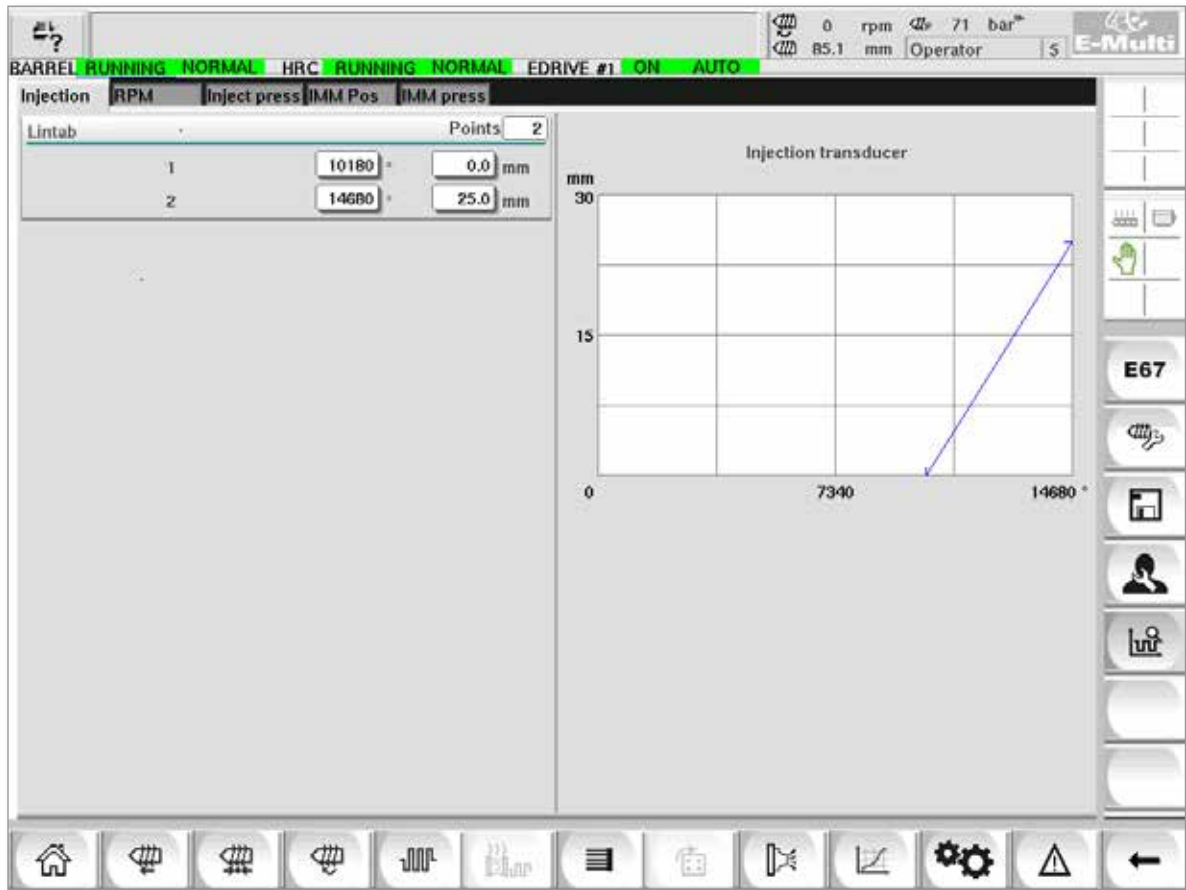 ?
0 rpm 71 bar
85.1 mm Operator S
E-Multi
BARREL RUNNING NORMAL HRC RUNNING NORMAL EDRIVE #1 ON AUTO
Injection RPM Inject press IMM Pos IMM press
Lintab Points 2
1 10180 ° 0.0 mm
2 14680 ° 25.0 mm
Injection transducer
mm
30
15
0 7340 14680 °
E67